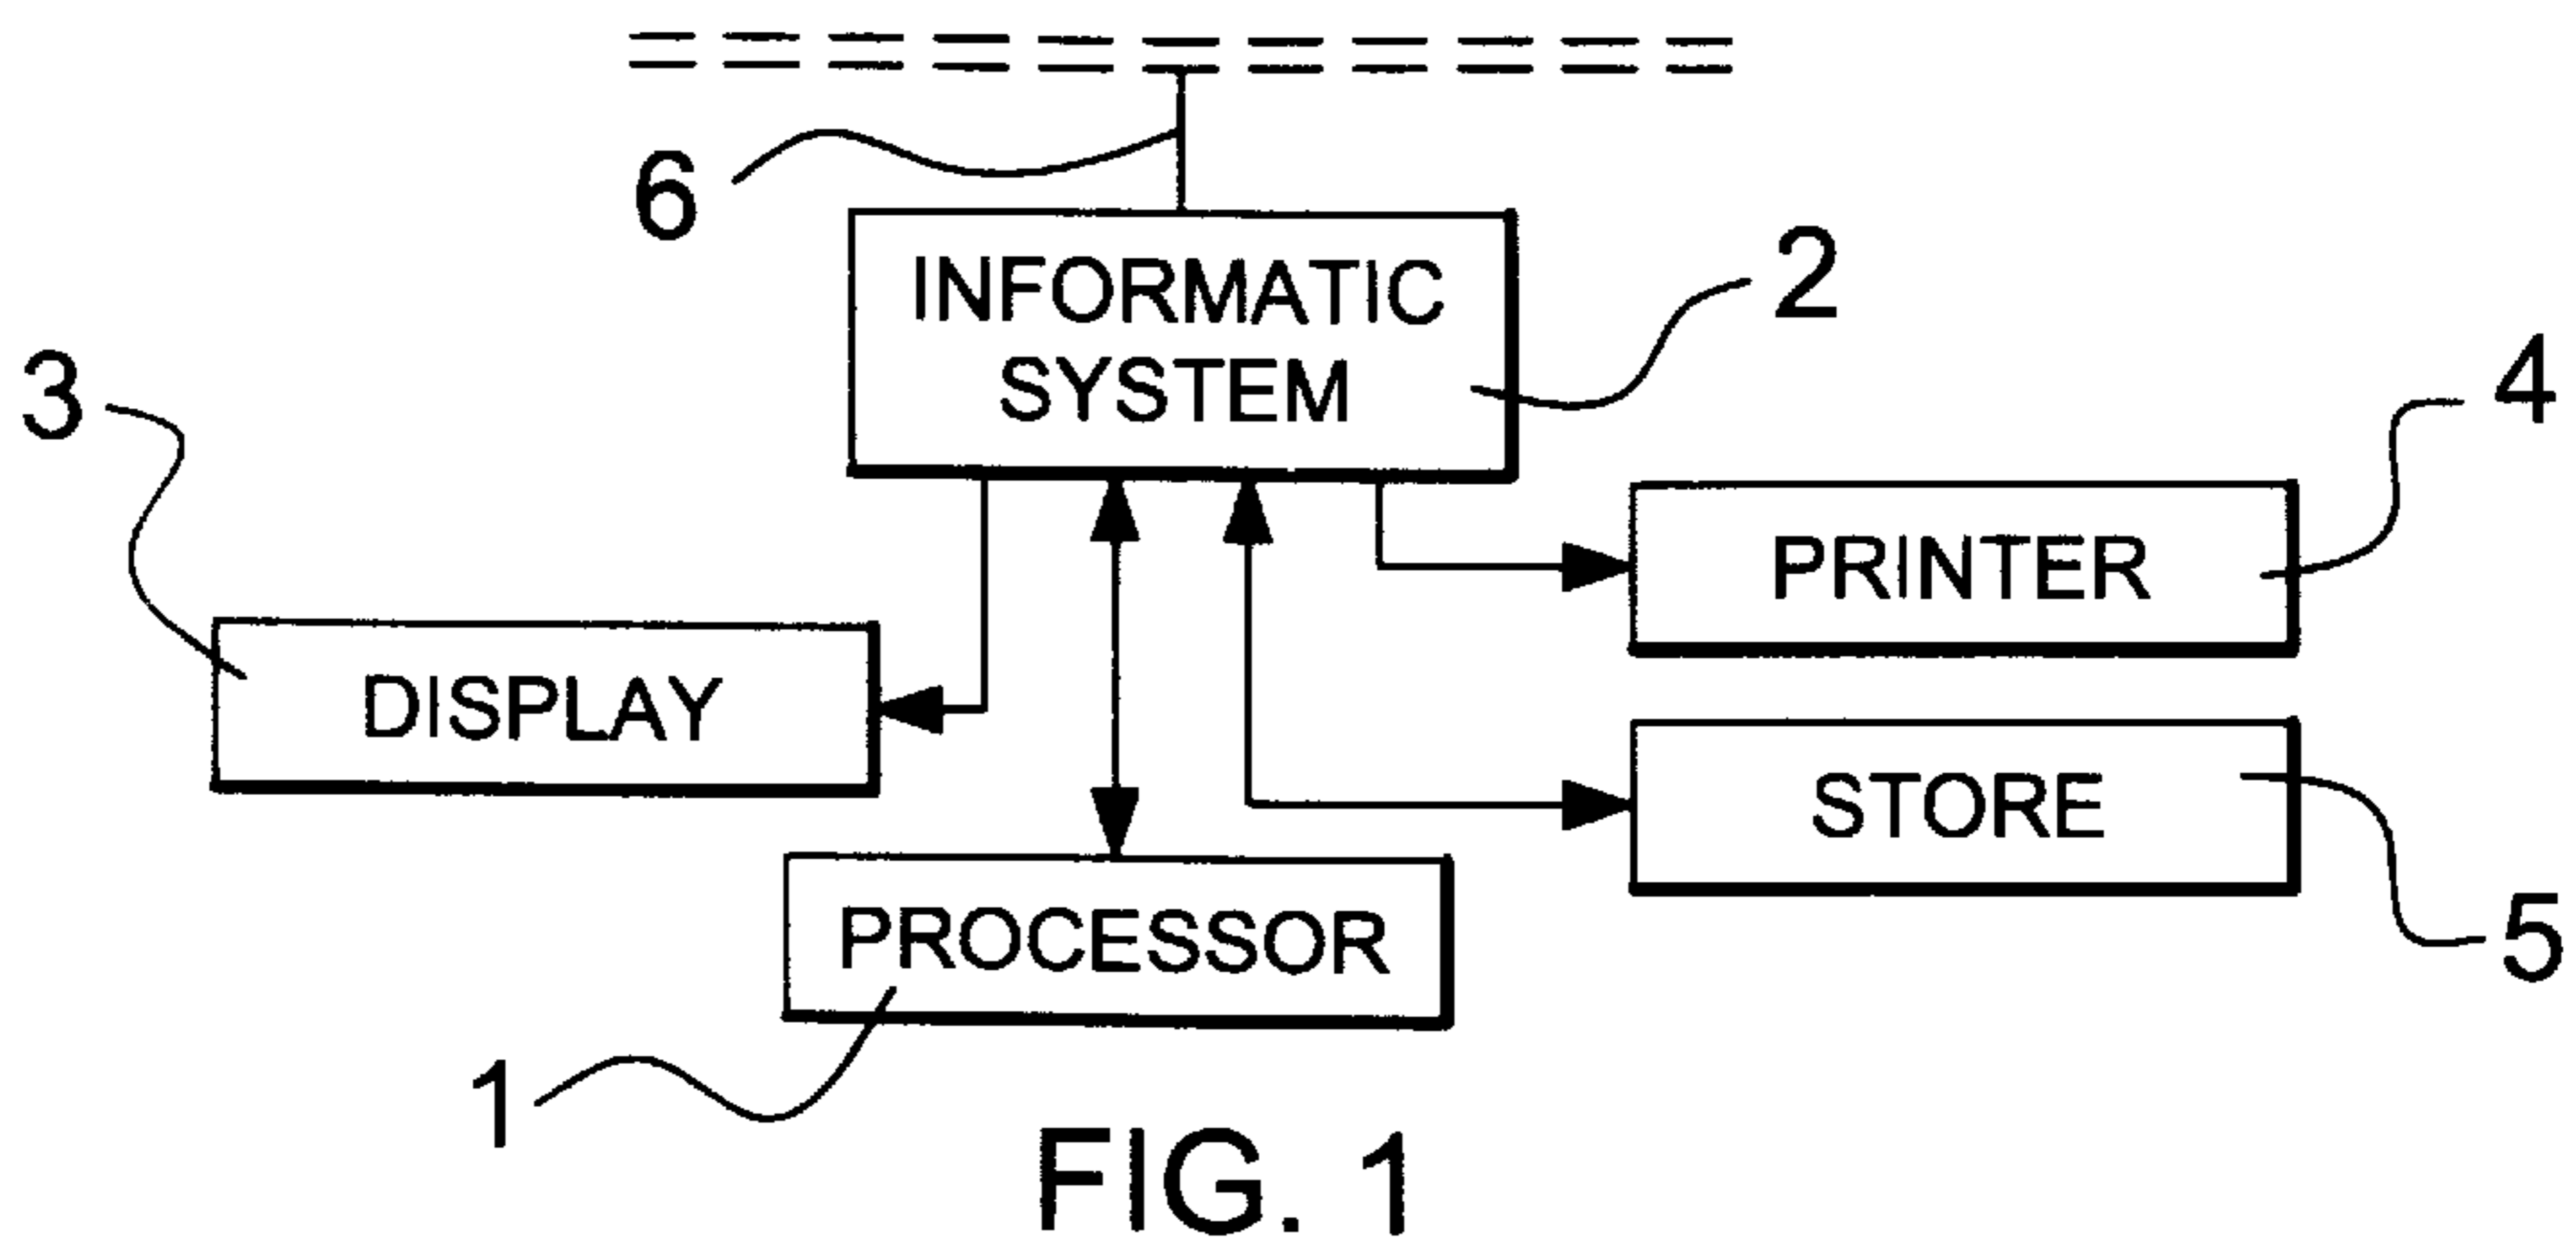 6
INFORMATIC
SYSTEM
2
3
4
PRINTER
DISPLAY
STORE
PROCESSOR
5
1
FIG. 1